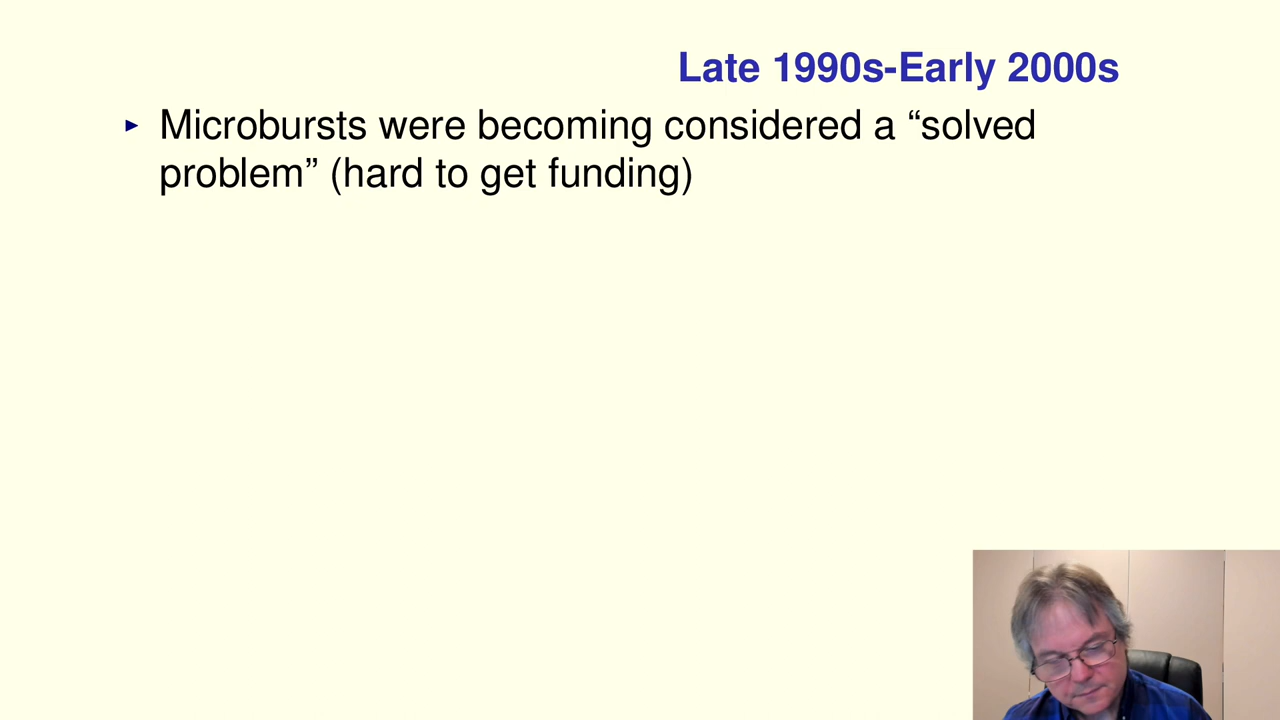 Late 1990s-Early 2000s
▸ Microbursts were becoming considered a “solved
problem” (hard to get funding)